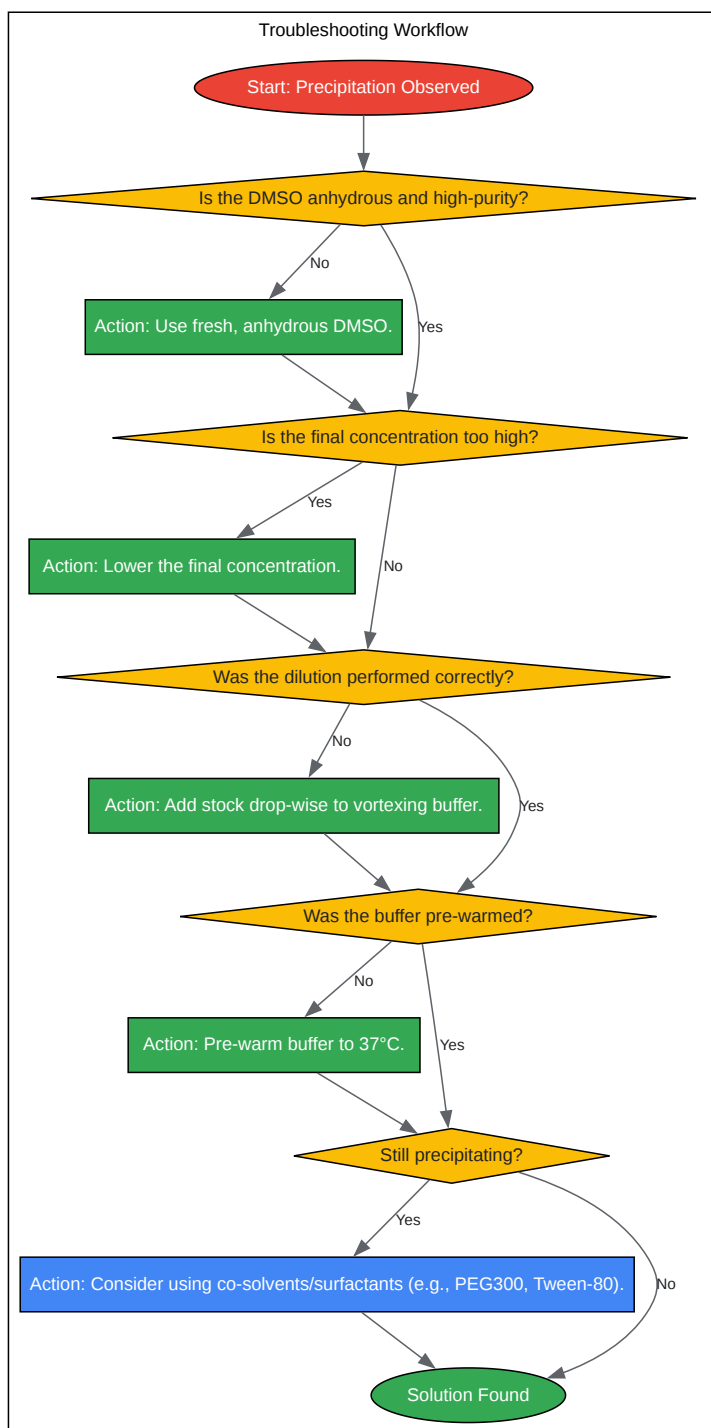 Troubleshooting Workflow
Start: Precipitation Observed
Is the DMSO anhydrous and high-purity?
No
Action: Use fresh, anhydrous DMSO.
Yes
Is the final concentration too high?
Yes
Action: Lower the final concentration.
No
Was the dilution performed correctly?
No
Action: Add stock drop-wise to vortexing buffer.
Yes
Was the buffer pre-warmed?
No
Action: Pre-warm buffer to 37°C.
Yes
Still precipitating?
Yes
Action: Consider using co-solvents/surfactants (e.g., PEG300, Tween-80).
No
Solution Found